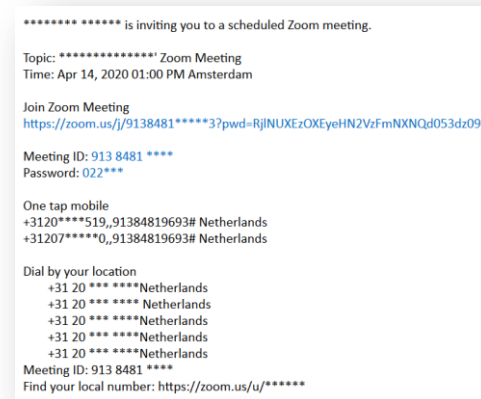 ******** ****** is inviting you to a scheduled Zoom meeting.
Topic: **************' Zoom Meeting
Time: Apr 14, 2020 01:00 PM Amsterdam
Join Zoom Meeting
https://zoom.us/j/9138481*****3?pwd=RjlNUXEzOXEyeHN2VzFmNXNQd053dz09
Meeting ID: 913 8481 ****
Password: 022***
One tap mobile
+3120****519,,91384819693# Netherlands
+31207*****0,,91384819693# Netherlands
Dial by your location
+31 20 *** ****Netherlands
+31 20 *** **** Netherlands
+31 20 *** ****Netherlands
+31 20 *** ****Netherlands
+31 20 *** ****Netherlands
Meeting ID: 913 8481 ****
Find your local number: https://zoom.us/u/******